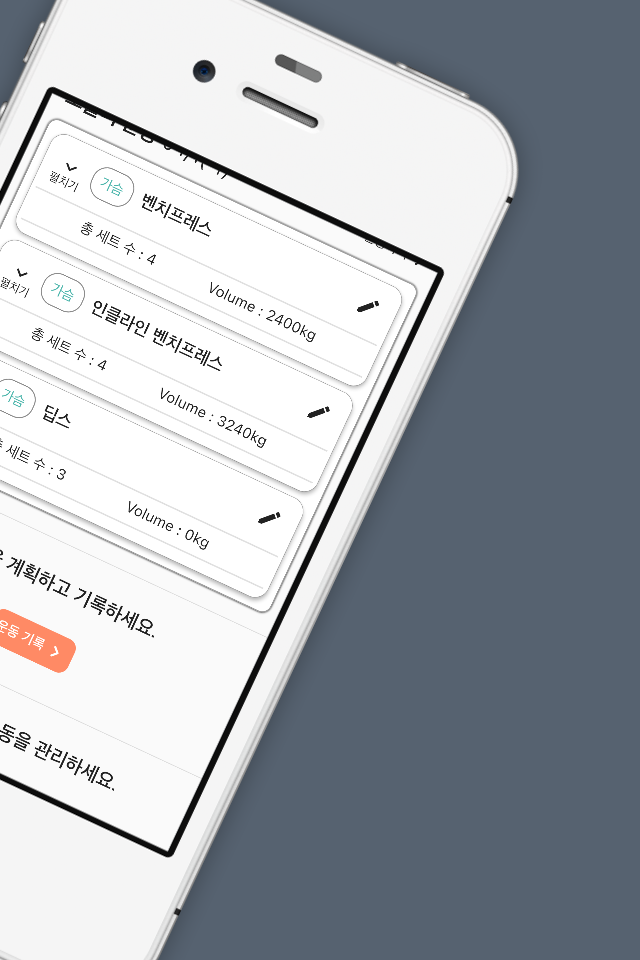 펼치기
가슴
벤치프레스
총 세트 수 : 4
Volume : 2400kg
펼치기
가슴
인클라인 벤치프레스
총 세트 수 : 4
Volume : 3240kg
가슴
딥스
세트 수 : 3
Volume : 0kg
계획하고 기록하세요.
운동 기록
관리하세요.